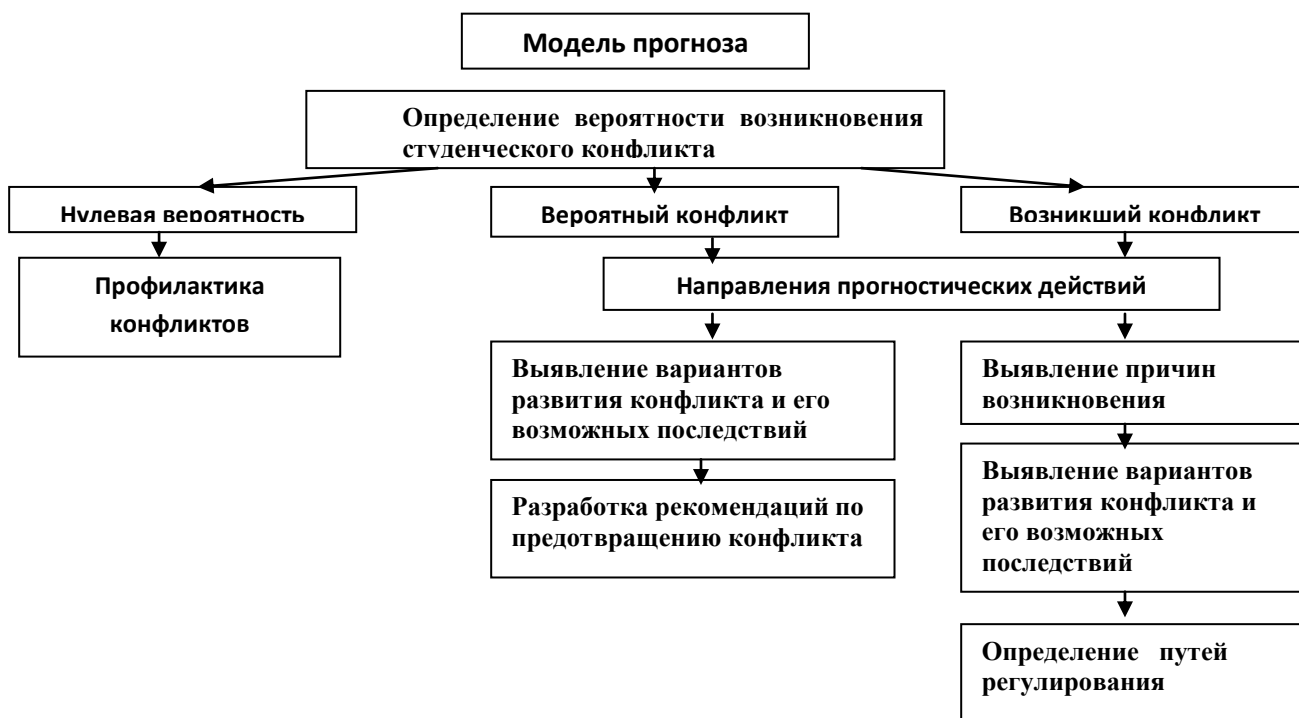 Модель прогноза
Определение вероятности возникновения
студенческого конфликта
Нулевая вероятность
Вероятный конфликт
Возникший конфликт
Профилактика
конфликтов
Направления прогностических действий
Выявление вариантов
развития конфликта и его
возможных последствий
Выявление причин
возникновения
Разработка рекомендаций по
предотвращению конфликта
Выявление вариантов
развития конфликта и
его возможных
последствий
Определение путей
регулирования